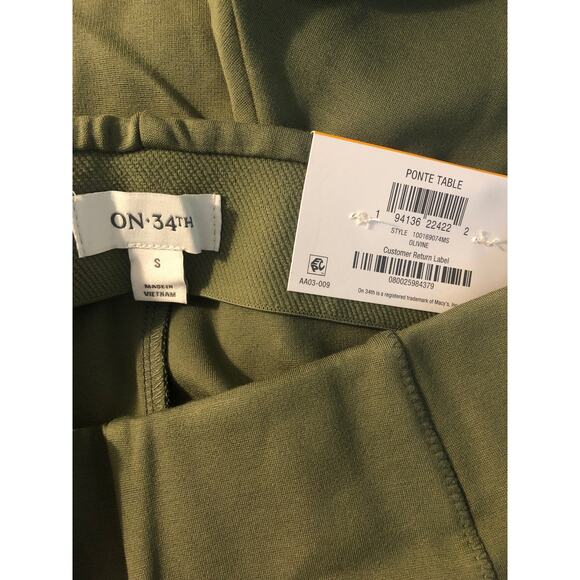 ON·34TH
S
MADE IN
VIETNAM
PONTE TABLE
1 94136 22422 2
STYLE 100169074MS
OLIVINE
Customer Return Label
080025984379
AA03-009
On 34th is a registered trademark of Macy's, Inc.